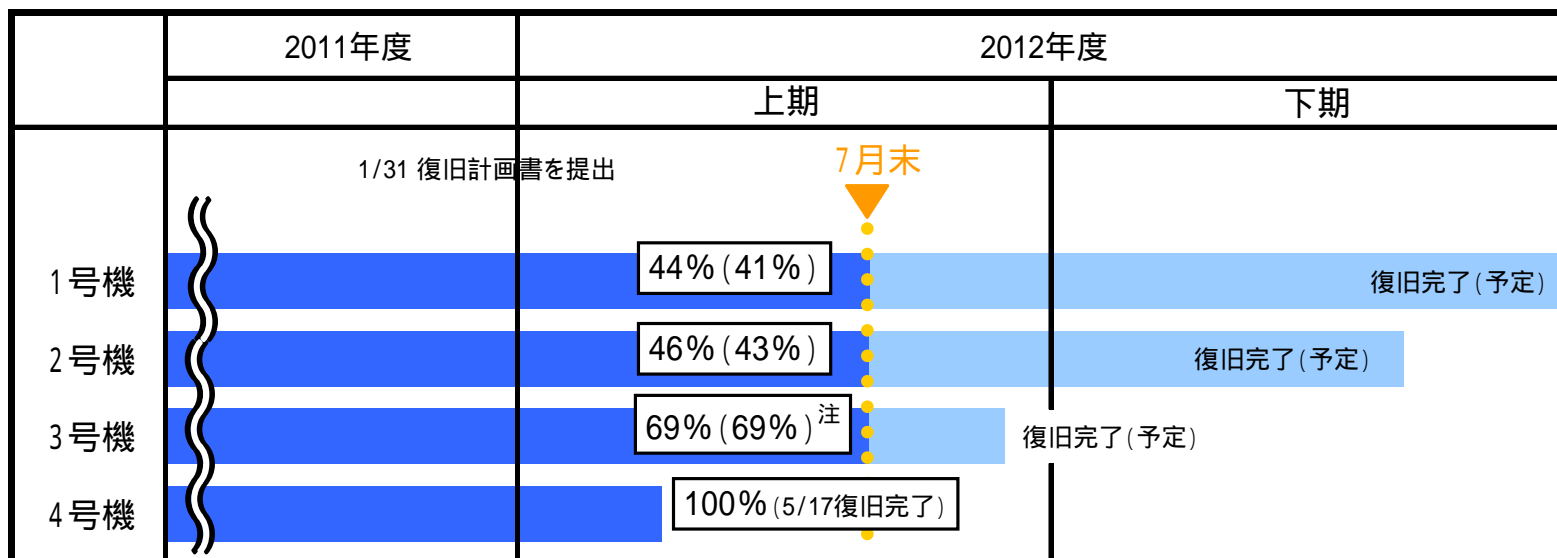 2011年度
2012年度
上期
下期
1/31 復旧計画書を提出
7月末
1号機
44%(41%)
復旧完了(予定)
2号機
46%(43%)
復旧完了(予定)
3号機
69%(69%)注
復旧完了(予定)
4号機
100%(5/17復旧完了)